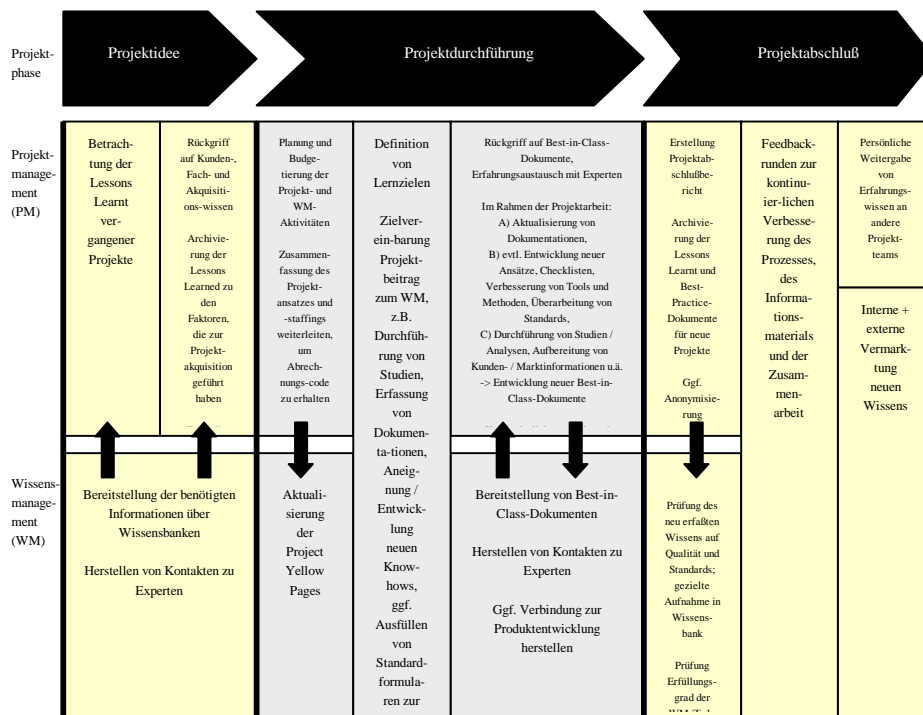 Projekt-
phase
Projektidee
Projektdurchführung
Projektabschluß
Projekt-
management
(PM)
Betrach-
tung der
Lessons
Learnt
ver-
gangener
Projekte
Rückgriff
auf Kunden-,
Fach- und
Akquisiti-
ons-wissen
Archivie-
rung der
Lessons
Learned zu
den
Faktoren,
die zur
Projekt-
akquisition
geführt
haben
Planung und
Budge-
tierung der
Projekt- und
WM-
Aktivitäten
Zusammen-
fassung des
Projekt-
ansatzes und
-staffings
weiterleiten,
um
Abrech-
nungs-code
zu erhalten
Definition
von
Lernzielen
Zielver-
ein-barung
Projekt-
beitrag
zum WM,
z.B.
Durchfüh-
rung von
Studien,
Erfassung
von
Dokumen-
ta-tionen,
Aneig-
nung /
Entwick-
lung
neuen
Know-
hows,
ggf.
Ausfüllen
von
Standard-
formula-
ren zur
Rückgriff auf Best-in-Class-
Dokumente,
Erfahrungsaustausch mit Experten
Im Rahmen der Projektarbeit:
A) Aktualisierung von
Dokumentationen,
B) evtl. Entwicklung neuer
Ansätze, Checklisten,
Verbesserung von Tools und
Methoden, Überarbeitung von
Standards,
C) Durchführung von Studien /
Analysen, Aufbereitung von
Kunden- / Marktinformationen u.ä.
-> Entwicklung neuer Best-in-
Class-Dokumente
Erstellung
Projektab-
schlußbe-
richt
Archivie-
rung der
Lessons
Learnt und
Best-
Practice-
Dokumente
für neue
Projekte
Ggf.
Anonymisie-
rung
Feedback-
runden zur
kontinu-
ier-lichen
Verbesse-
rung des
Prozesses,
des
Informa-
tions-
materials
und der
Zusam-
men-
arbeit
Persönliche
Weitergabe
von
Erfahrungs-
wissen an
andere
Projekt-
teams
Interne +
externe
Vermark-
tung
neuen
Wissens
Wissens-
manage-
ment
(WM)
Bereitstellung der benötigten
Informationen über
Wissensbanken
Herstellen von Kontakten zu
Experten
Aktuali-
sierung
der
Project
Yellow
Pages
Bereitstellung von Best-in-
Class-Dokumenten
Herstellen von Kontakten zu
Experten
Ggf. Verbindung zur
Produktentwicklung
herstellen
Prüfung des
neu erfaßten
Wissens auf
Qualität und
Standards;
gezielte
Aufnahme in
Wissens-
bank
Prüfung
Erfüllungs-
grad der